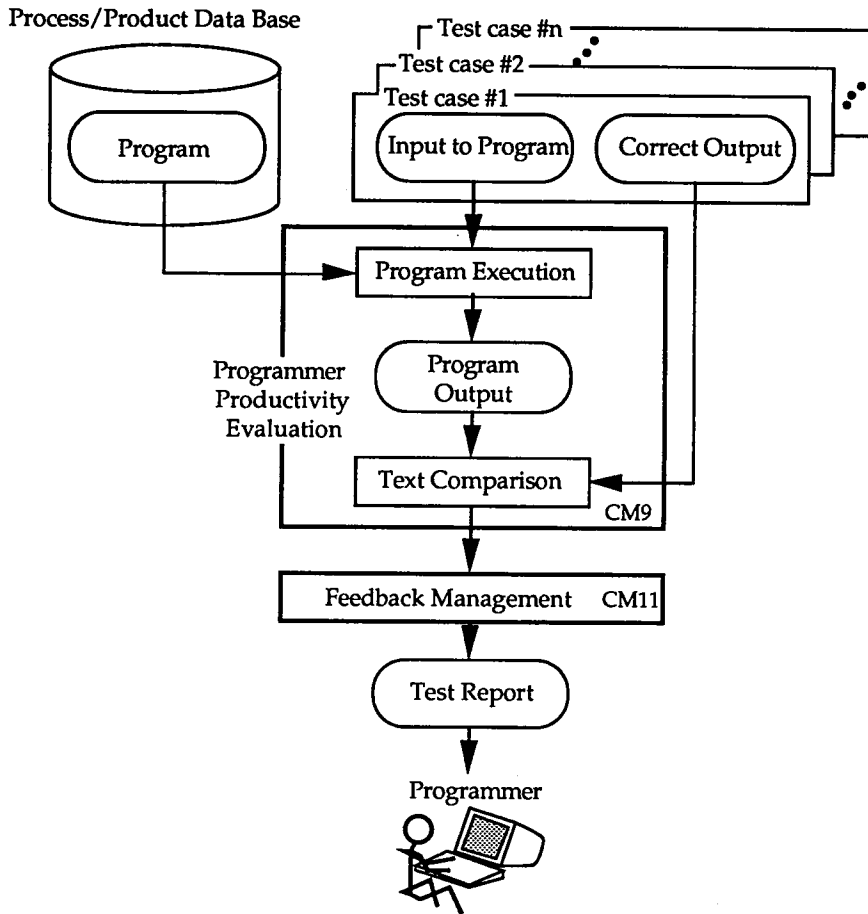 Process/Product Data Base
Test case #n
Test case #2
Test case #1
Program
Input to Program
Correct Output
Program Execution
Program
Output
Programmer
Productivity
Evaluation
Text Comparison
CM9
Feedback Management CM11
Test Report
Programmer